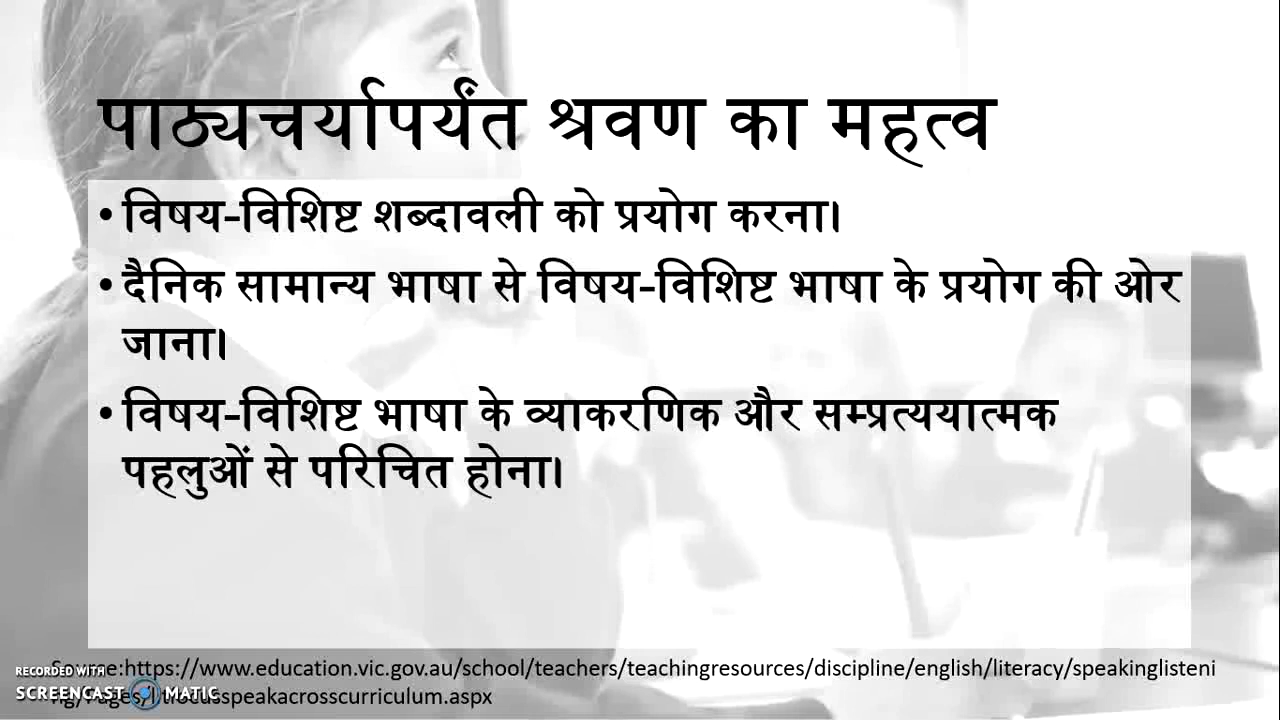 पाठ्यचर्यापर्यंत श्रवण का महत्व
• विषय-विशिष्ट शब्दावली को प्रयोग करना।
• दैनिक सामान्य भाषा से विषय-विशिष्ट भाषा के प्रयोग की ओर
जाना।
• विषय-विशिष्ट भाषा के व्याकरणिक और सम्प्रत्ययात्मक
पहलुओं से परिचित होना।
RECORDED WITH
SCREENCAST MATIC
https://www.education.vic.gov.au/school/teachers/teachingresources/discipline/english/literacy/speakinglisteni